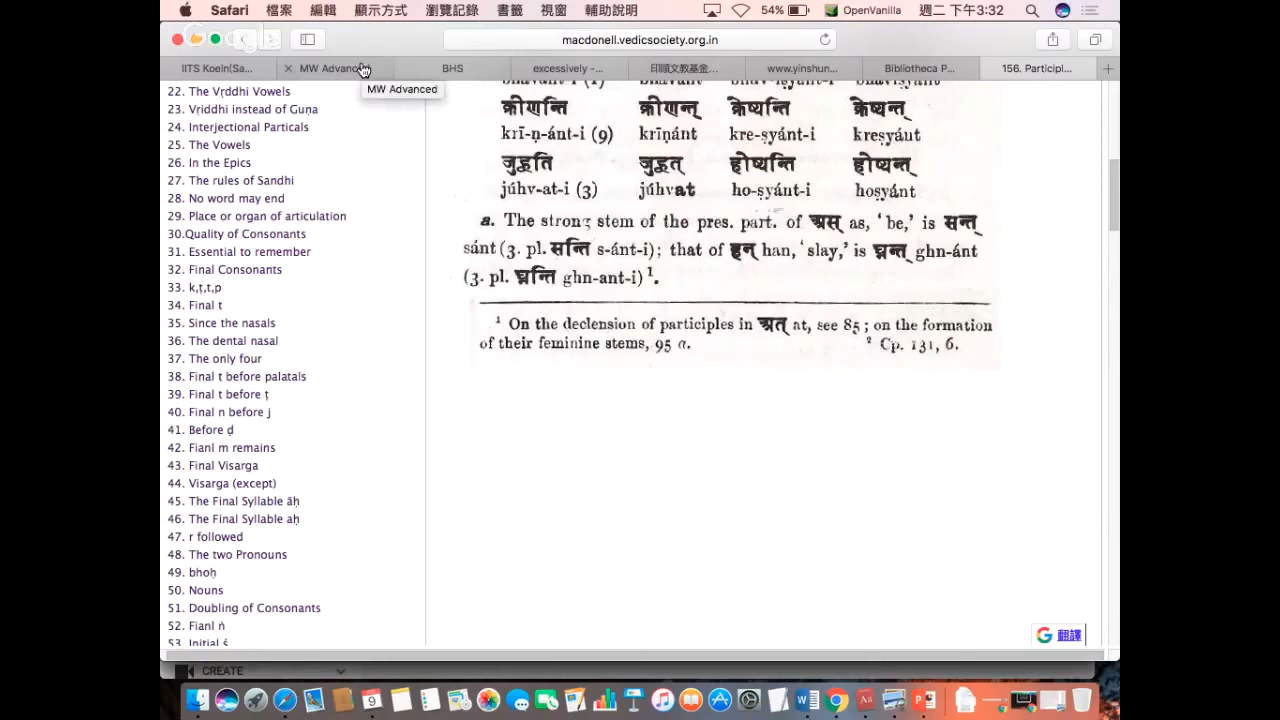 Safari 檔案 編輯 顯示方式 瀏覽記錄 書籤 視窗 輔助說明 54% OpenVanilla 週二 下午3:32
macdonell.vedicsociety.org.in
IITS Koeln(Sa... MW Advanced BHS excessively -... 印順文教基金... www.yinshun... Bibliotheca P... 156. Participl...
MW Advanced
22. The Vṛddhi Vowels
23. Vṛiddhi instead of Guṇa
24. Interjectional Particals
25. The Vowels
26. In the Epics
27. The rules of Sandhi
28. No word may end
29. Place or organ of articulation
30.Quality of Consonants
31. Essential to remember
32. Final Consonants
33. k,ṭ,t,p
34. Final t
35. Since the nasals
36. The dental nasal
37. The only four
38. Final t before palatals
39. Final t before ṭ
40. Final n before j
41. Before ḍ
42. Fianl m remains
43. Final Visarga
44. Visarga (except)
45. The Final Syllable āḥ
46. The Final Syllable aḥ
47. r followed
48. The two Pronouns
49. bhoḥ
50. Nouns
51. Doubling of Consonants
52. Fianl ṅ
53. Initial ś
क्रीणन्ति क्रीणन्त् क्रेष्यन्ति क्रेष्यन्त्
krī-ṇ-ánt-i (9) krīṇánt kre-ṣyánt-i kreṣyánt
जुह्वति जुह्वत् होष्यन्ति होष्यन्त्
júhv-at-i (3) júhvat ho-ṣyánt-i hoṣyánt
a. The strong stem of the pres. part. of अस् as, ‘be,’ is सन्त्
sánt (3. pl. सन्ति s-ánt-i); that of हन् han, ‘slay,’ is घ्नन्त् ghn-ánt
(3. pl. घ्नन्ति ghn-ant-i)¹.
¹ On the declension of participles in अत् at, see 85 ; on the formation
of their feminine stems, 95 a. ² Cp. 131, 6.
翻譯
CREATE